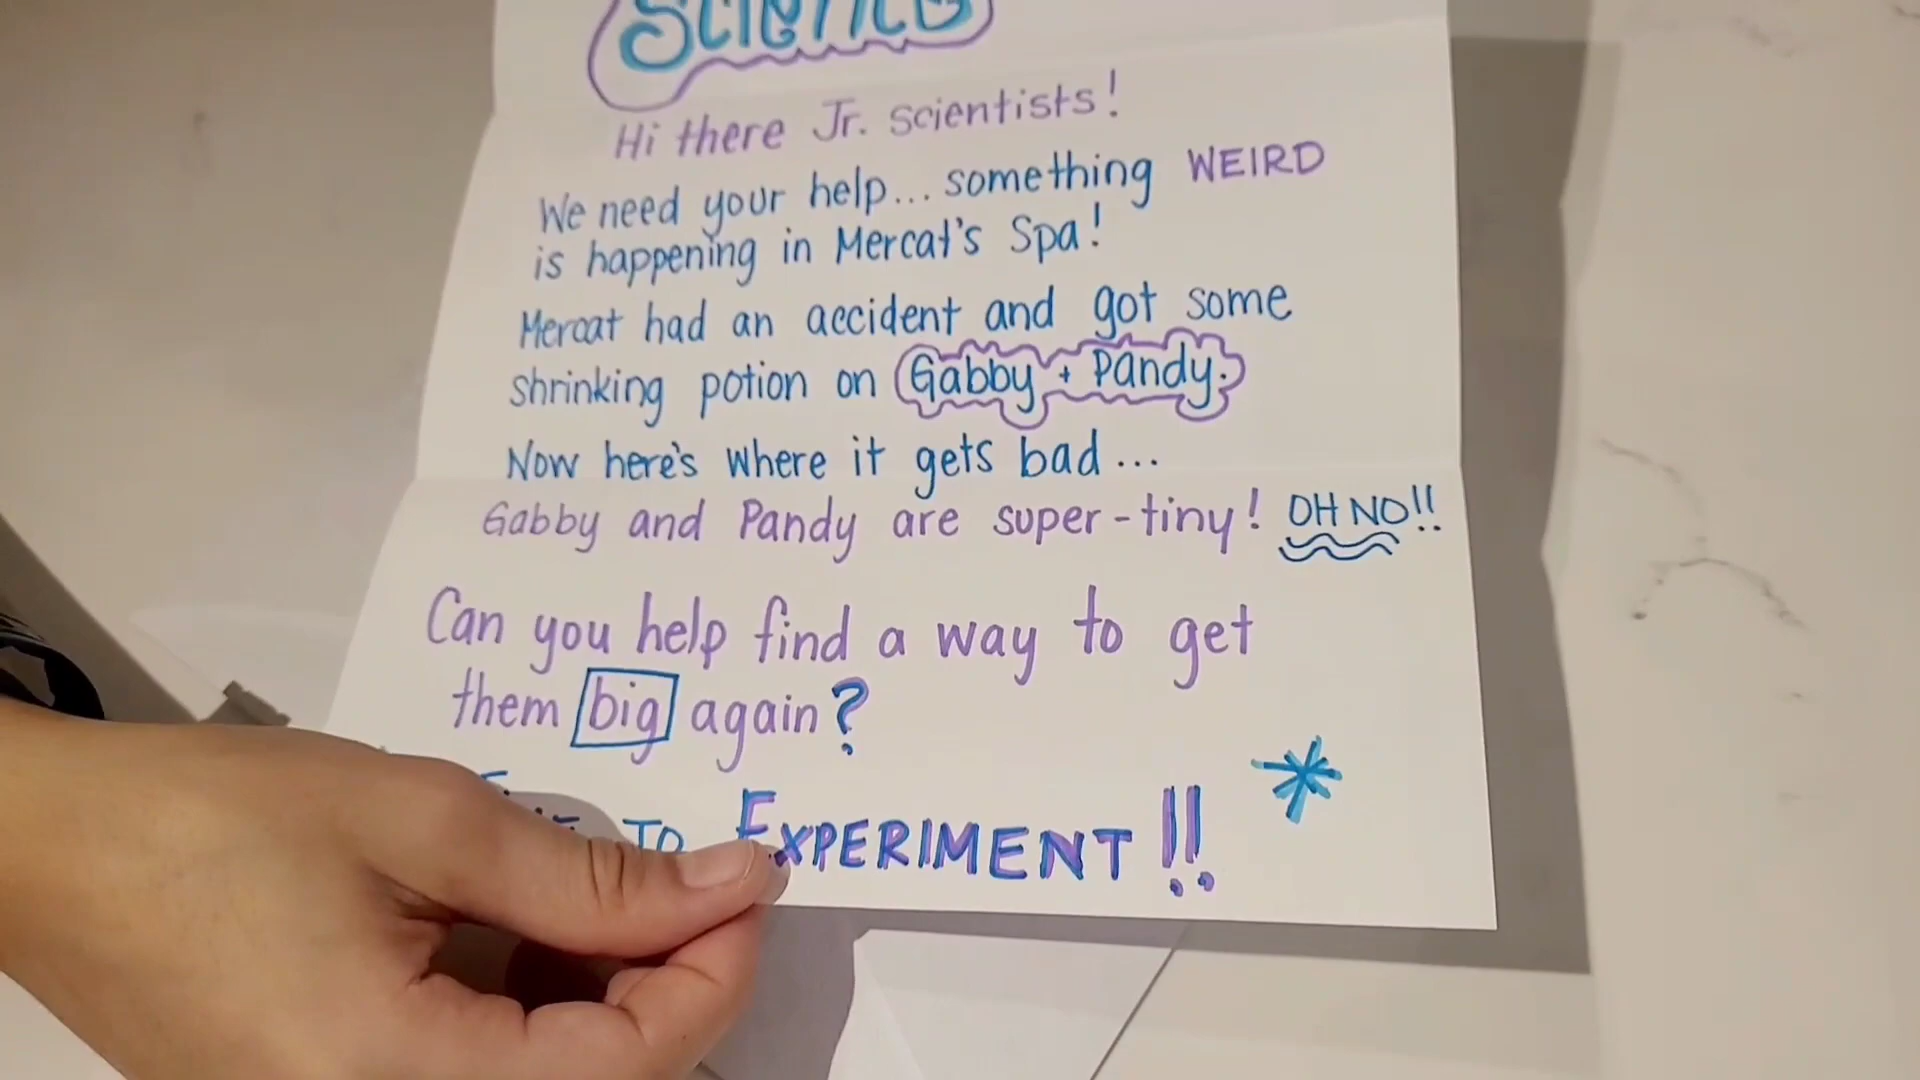 Science
Hi there Jr. scientists!
We need your help... something WEIRD
is happening in Mercat's Spa!
Mercat had an accident and got some
shrinking potion on Gabby + Pandy.
Now here's where it gets bad...
Gabby and Pandy are super-tiny! OH NO!!
Can you help find a way to get
them big again?
TO EXPERIMENT!!